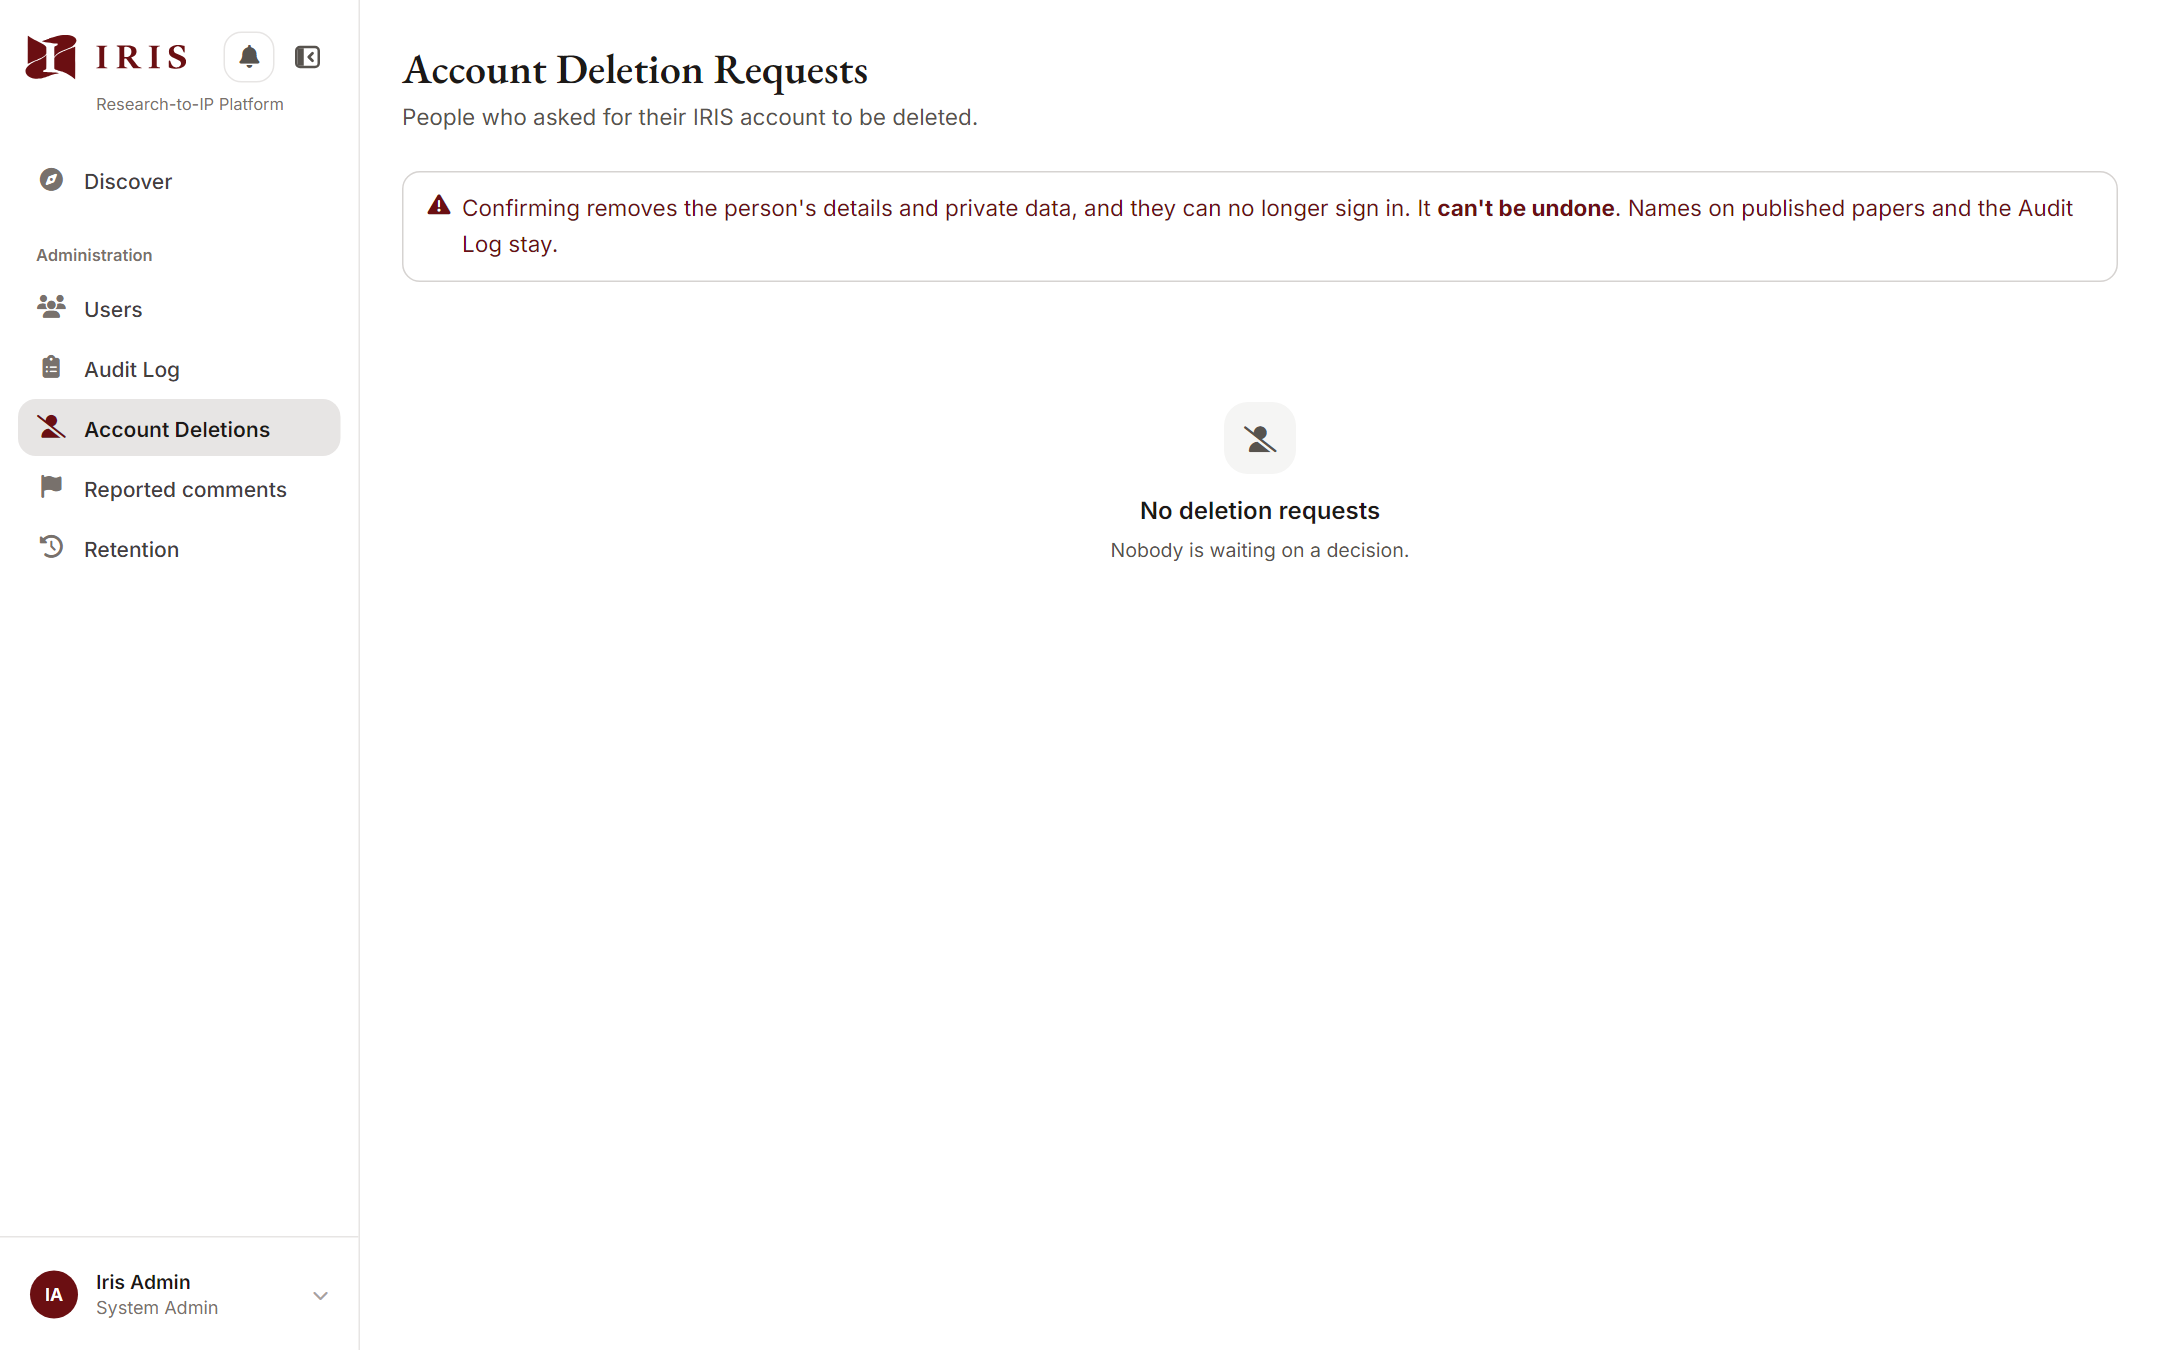 IRIS
Research-to-IP Platform
Discover
Administration
Users
Audit Log
Account Deletions
Reported comments
Retention
IA
Iris Admin
System Admin
Account Deletion Requests
People who asked for their IRIS account to be deleted.
Confirming removes the person's details and private data, and they can no longer sign in. It can't be undone. Names on published papers and the Audit
Log stay.
No deletion requests
Nobody is waiting on a decision.